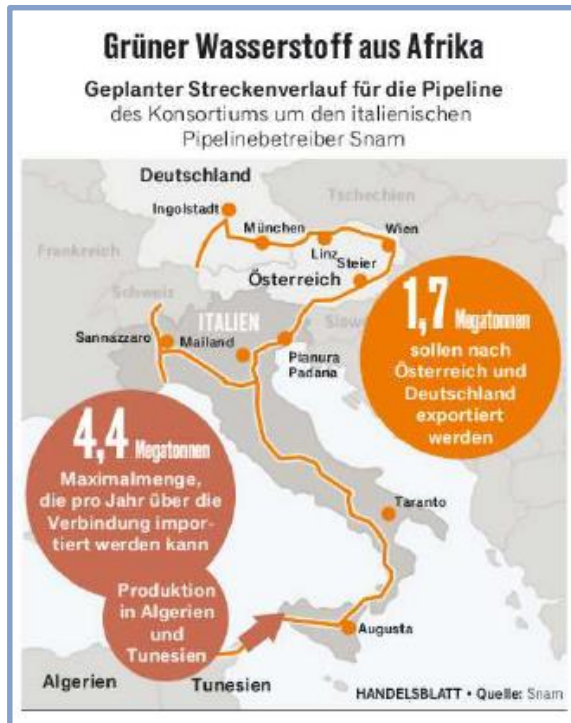 Grüner Wasserstoff aus Afrika
Geplanter Streckenverlauf für die Pipeline
des Konsortiums um den italienischen
Pipelinebetreiber Snam
Deutschland
Tschechien
Ingolstadt
München
Wien
Linz
Steier
Frankreich
Österreich
Schweiz
ITALIEN
Slow
Sannazzaro
Mailand
Pianura
Padana
1,7 Megatonnen
sollen nach
Österreich und
Deutschland
exportiert
werden
4,4 Megatonnen
Maximalmenge,
die pro Jahr über die
Verbindung impor-
tiert werden kann
Taranto
Produktion
in Algerien
und
Tunesien
Augusta
Algerien
Tunesien
HANDELSBLATT • Quelle: Snam